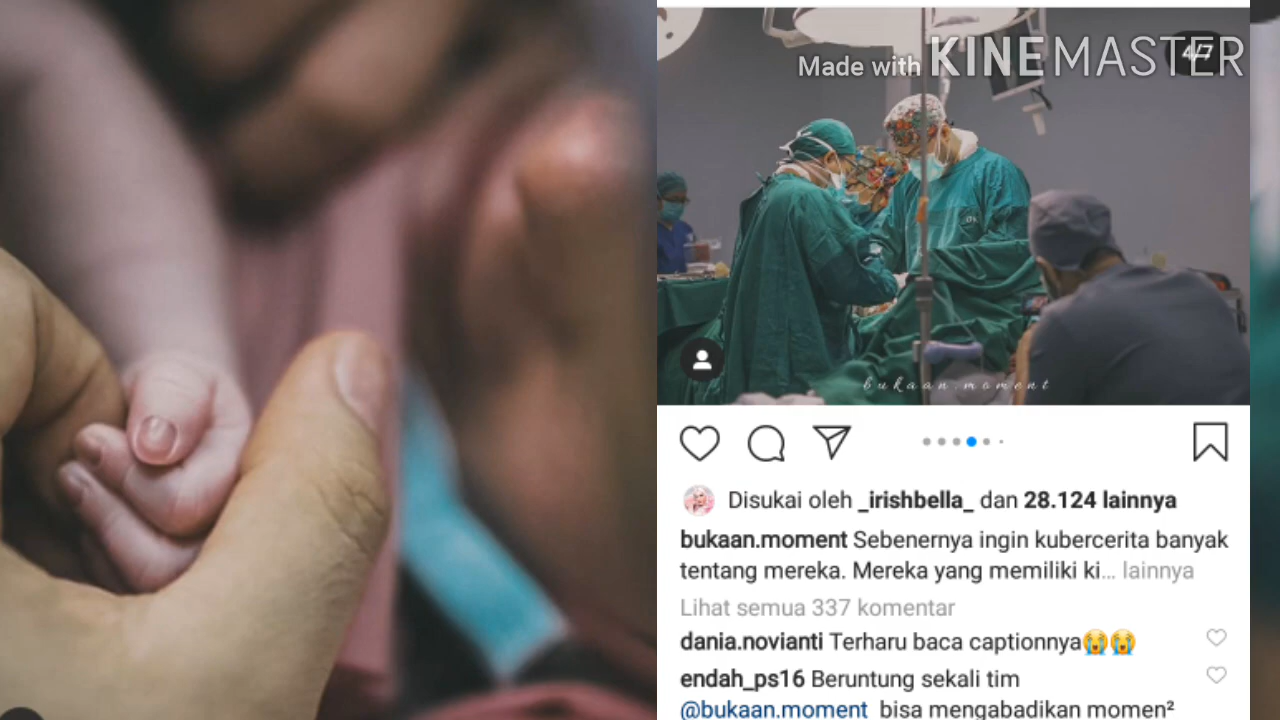 Made with KINEMASTER
4/7
bukaan.moment
Disukai oleh _irishbella_ dan 28.124 lainnya
bukaan.moment Sebenernya ingin kubercerita banyak
tentang mereka. Mereka yang memiliki ki... lainnya
Lihat semua 337 komentar
dania.novianti Terharu baca captionnya😭😭
endah_ps16 Beruntung sekali tim
@bukaan.moment bisa mengabadikan momen²